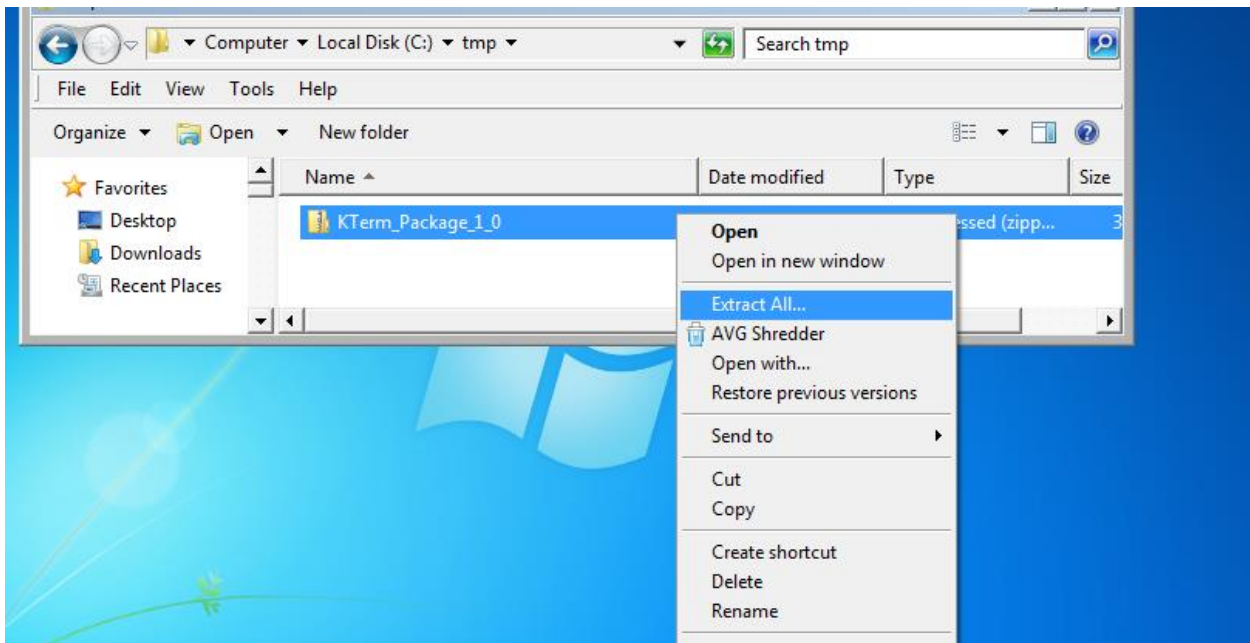 Computer Local Disk (C:) tmp Search tmp
File Edit View Tools Help
Organize Open New folder
Favorites Name Date modified Type Size
Desktop KTerm_Package_1_0 essed (zipp... 3
Downloads
Recent Places
Open
Open in new window
Extract All...
AVG Shredder
Open with...
Restore previous versions
Send to
Cut
Copy
Create shortcut
Delete
Rename